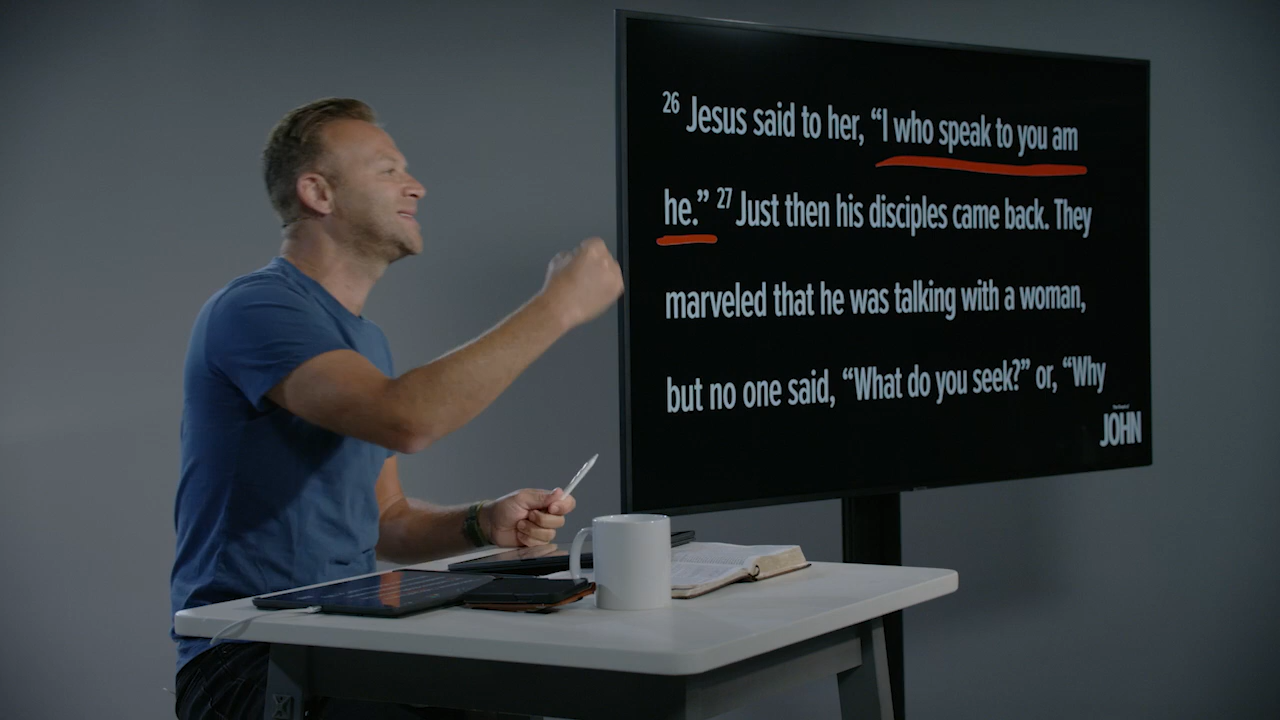 26 Jesus said to her, “I who speak to you am
he.” 27 Just then his disciples came back. They
marveled that he was talking with a woman,
but no one said, “What do you seek?” or, “Why
JOHN